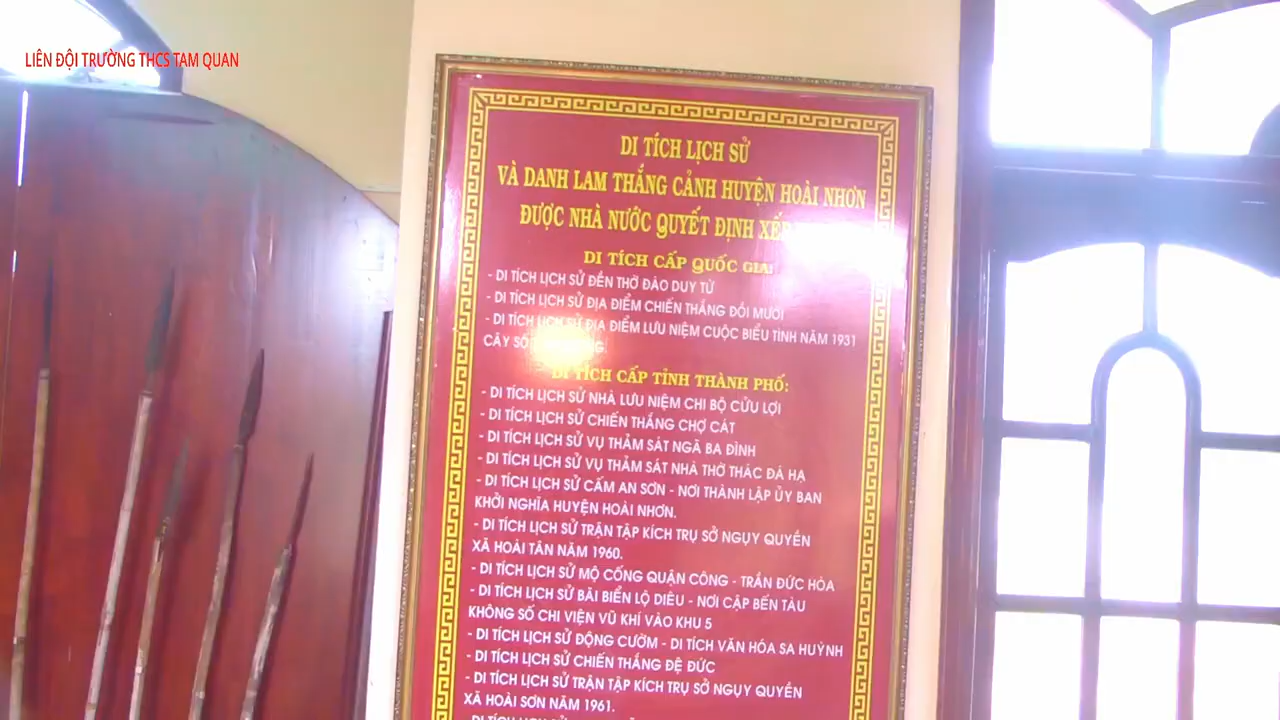 LIÊN ĐỘI TRƯỜNG THCS TAM QUAN
DI TÍCH LỊCH SỬ
VÀ DANH LAM THẮNG CẢNH HUYỆN HOÀI NHƠN
ĐƯỢC NHÀ NƯỚC QUYẾT ĐỊNH XẾP
DI TÍCH CẤP QUỐC GIA:
- DI TÍCH LỊCH SỬ ĐỀN THỜ ĐÀO DUY TỪ
- DI TÍCH LỊCH SỬ ĐỊA ĐIỂM CHIẾN THẮNG ĐỒI MƯỜI
- DI TÍCH LỊCH SỬ ĐỊA ĐIỂM LƯU NIỆM CUỘC BIỂU TÌNH NĂM 1931
CÂY SỐ
DI TÍCH CẤP TỈNH THÀNH PHỐ:
- DI TÍCH LỊCH SỬ NHÀ LƯU NIỆM CHI BỘ CỬU LỢI
- DI TÍCH LỊCH SỬ CHIẾN THẮNG CHỢ CÁT
- DI TÍCH LỊCH SỬ VỤ THẢM SÁT NGÃ BA ĐÌNH
- DI TÍCH LỊCH SỬ VỤ THẢM SÁT NHÀ THỜ THÁC ĐÁ HẠ
- DI TÍCH LỊCH SỬ CẤM AN SƠN - NƠI THÀNH LẬP ỦY BAN
KHỞI NGHĨA HUYỆN HOÀI NHƠN.
- DI TÍCH LỊCH SỬ TRẬN TẬP KÍCH TRỤ SỞ NGỤY QUYỀN
XÃ HOÀI TÂN NĂM 1960.
- DI TÍCH LỊCH SỬ MỘ CỐNG QUẬN CÔNG - TRẦN ĐỨC HÒA
- DI TÍCH LỊCH SỬ BÃI BIỂN LỘ DIÊU - NƠI CẬP BẾN TÀU
KHÔNG SỐ CHI VIỆN VŨ KHÍ VÀO KHU 5
- DI TÍCH LỊCH SỬ ĐỘNG CƯỜM - DI TÍCH VĂN HÓA SA HUỲNH
- DI TÍCH LỊCH SỬ CHIẾN THẮNG ĐỆ ĐỨC
- DI TÍCH LỊCH SỬ TRẬN TẬP KÍCH TRỤ SỞ NGỤY QUYỀN
XÃ HOÀI SƠN NĂM 1961.